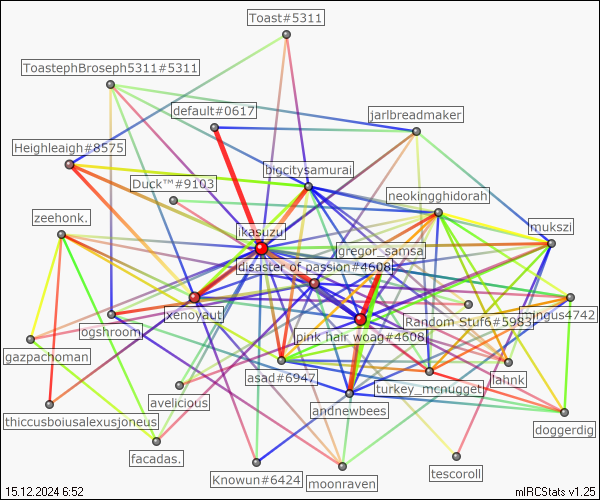 Toast#5311
ToastephBroseph5311#5311
default#0617
jarlbreadmaker
Heighleaigh#8575
bigcitysamurai
Duck™#9103
neokingghidorah
zeehonk.
ikasuzu
mukszi
gregor_samsa
disaster of passion#4608
xenoyaut
ogshroom
Random Stuf6#5983
mingus4742
pink hair woag#4608
gazpachoman
asad#6947
lahnk
turkey_mcnugget
avelicious
andnewbees
thiccusboiusalexusjoneus
doggerdig
facadas.
Knowun#6424
moonraven
tescoroll
15.12.2024 6:52
mIRCStats v1.25